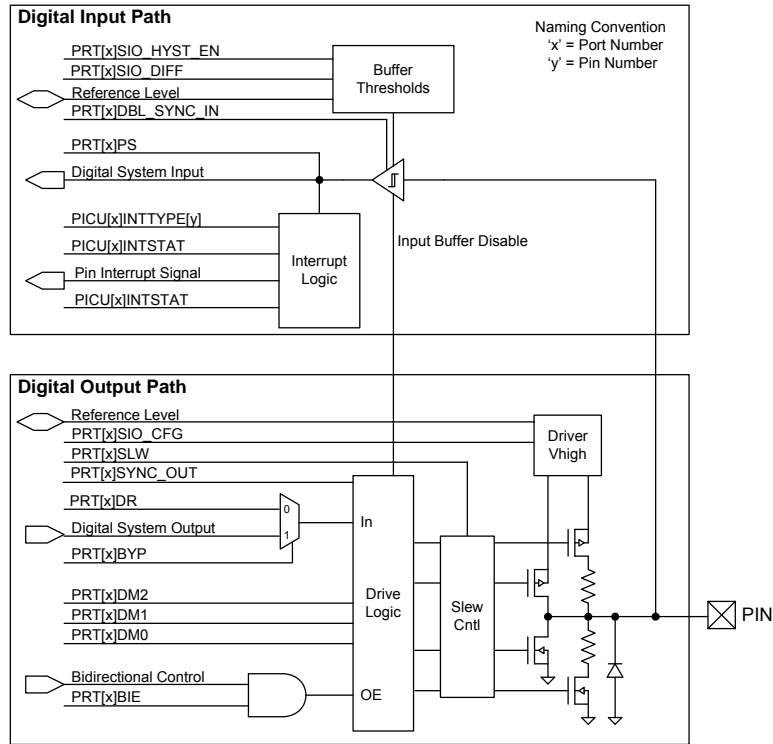 Digital Input Path
Naming Convention
‘x’ = Port Number
‘y’ = Pin Number
PRT[x]SIO_HYST_EN
PRT[x]SIO_DIFF
Reference Level
PRT[x]DBL_SYNC_IN
Buffer
Thresholds
PRT[x]PS
Digital System Input
PICU[x]INTTYPE[y]
PICU[x]INTSTAT
Pin Interrupt Signal
PICU[x]INTSTAT
Interrupt
Logic
Input Buffer Disable
Digital Output Path
Reference Level
PRT[x]SIO_CFG
PRT[x]SLW
PRT[x]SYNC_OUT
Driver
Vhigh
PRT[x]DR
Digital System Output
PRT[x]BYP
0
1
In
PRT[x]DM2
PRT[x]DM1
PRT[x]DM0
Drive
Logic
Slew
Cntl
PIN
Bidirectional Control
PRT[x]BIE
OE